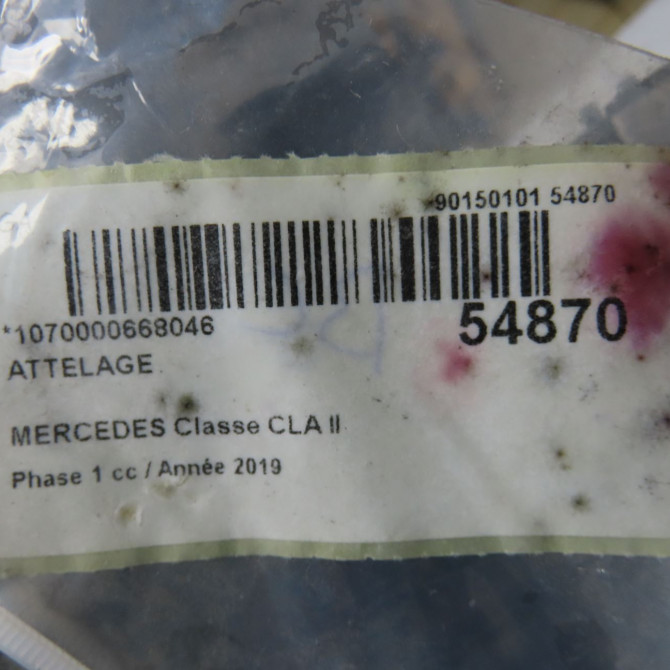 90150101 54870
*1070000668046
54870
ATTELAGE
MERCEDES Classe CLA II
Phase 1 cc / Année 2019